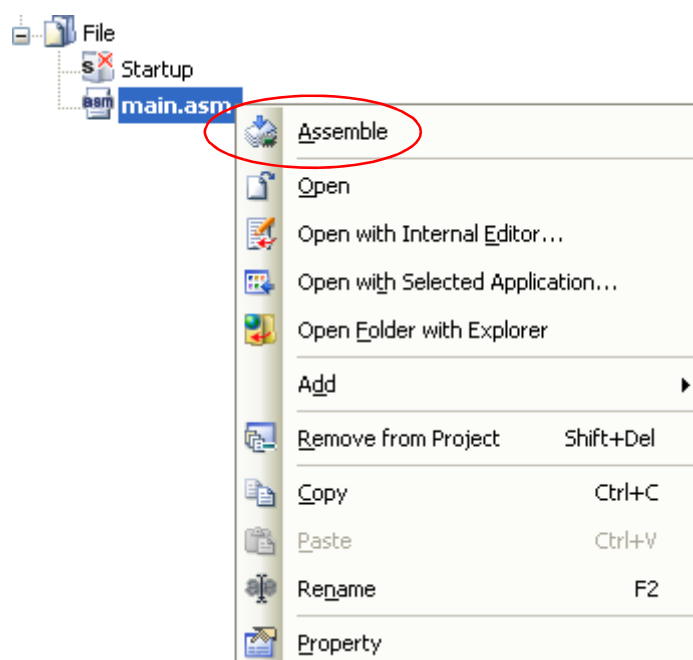 File
Startup
main.asm
Assemble
Open
Open with Internal Editor...
Open with Selected Application...
Open Folder with Explorer
Add
Remove from Project Shift+Del
Copy Ctrl+C
Paste Ctrl+V
Rename F2
Property